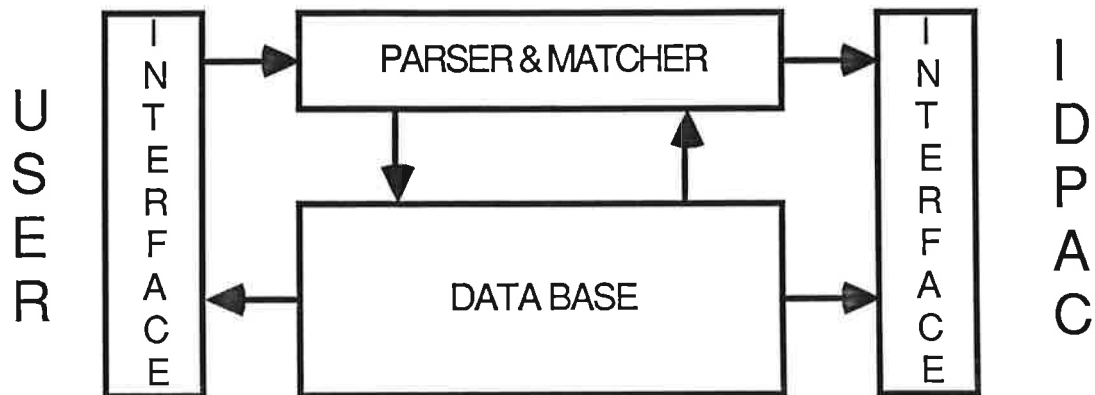 USER
INTERFACE
PARSER & MATCHER
DATA BASE
INTERFACE
IDPAC